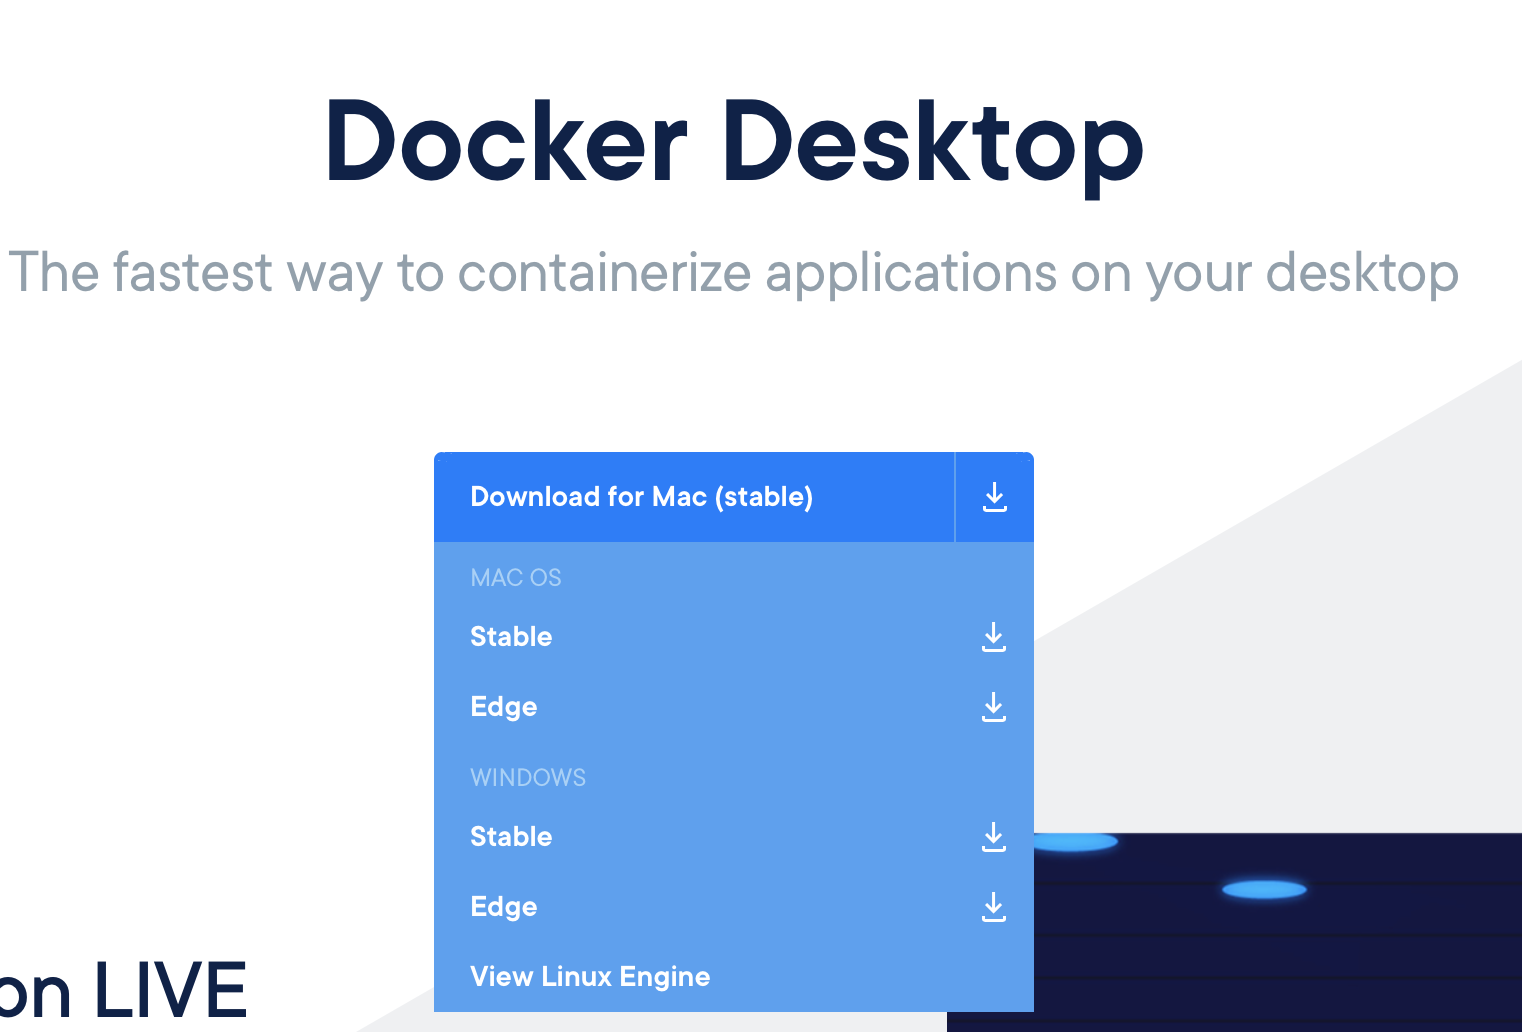 Docker Desktop
The fastest way to containerize applications on your desktop
Download for Mac (stable)
MAC OS
Stable
Edge
WINDOWS
Stable
Edge
View Linux Engine
on LIVE